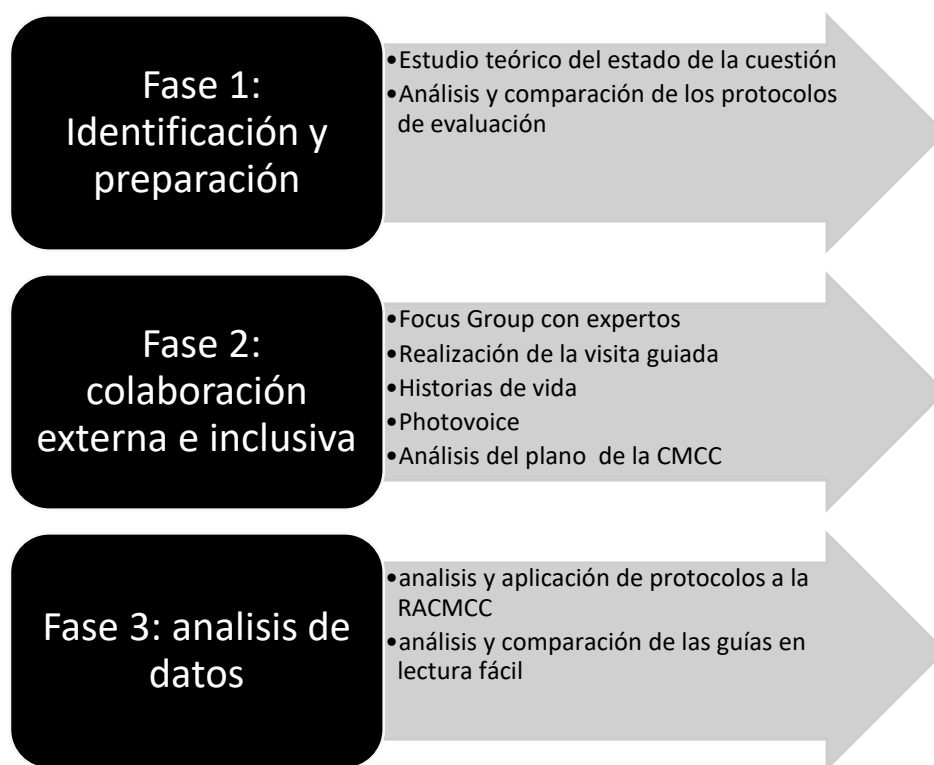 Fase 1:
Identificación y
preparación
•Estudio teórico del estado de la cuestión
•Análisis y comparación de los protocolos
de evaluación
Fase 2:
colaboración
externa e inclusiva
•Focus Group con expertos
•Realización de la visita guiada
•Historias de vida
•Photovoice
•Análisis del plano de la CMCC
Fase 3: analisis de
datos
•analisis y aplicación de protocolos a la
RACMCC
•análisis y comparación de las guías en
lectura fácil